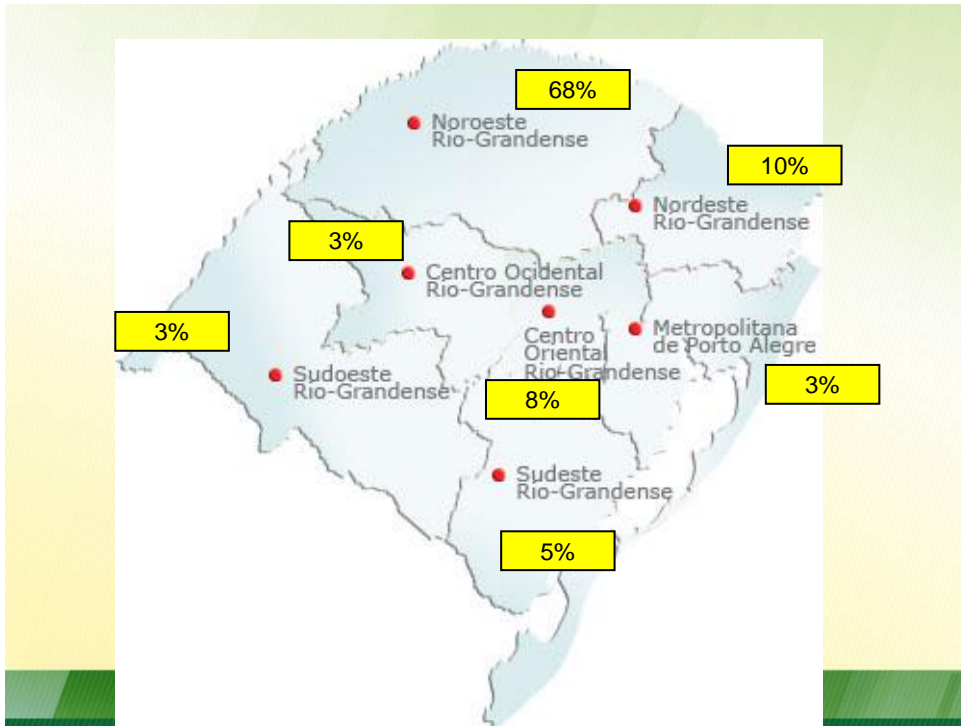 68%
Noroeste
Rio-Grandense
10%
Nordeste
Rio-Grandense
3%
Centro Ocidental
Rio-Grandense
3%
Centro
Oriental
Rio-Grandense
Metropolitana
de Porto Alegre
Sudoeste
Rio-Grandense
8%
3%
Sudeste
Rio-Grandense
5%